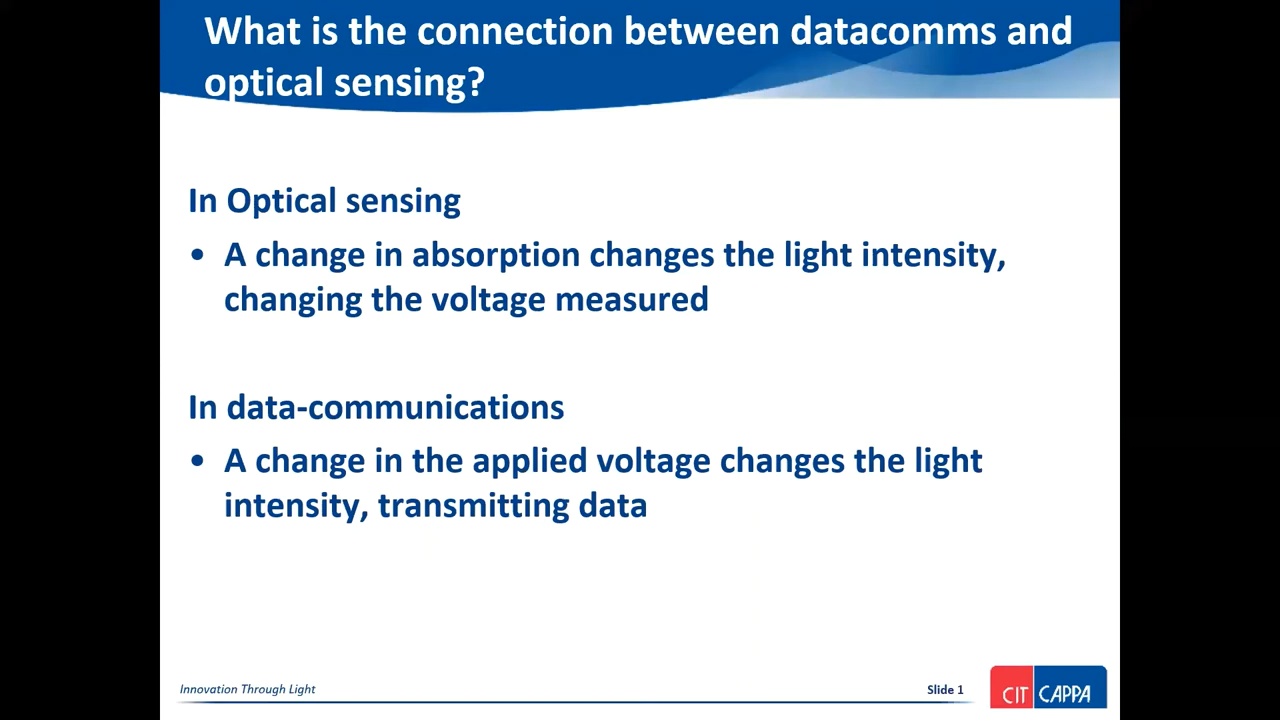 What is the connection between datacomms and
optical sensing?
In Optical sensing
• A change in absorption changes the light intensity,
changing the voltage measured
In data-communications
• A change in the applied voltage changes the light
intensity, transmitting data
Innovation Through Light
Slide 1
CIT CAPPA